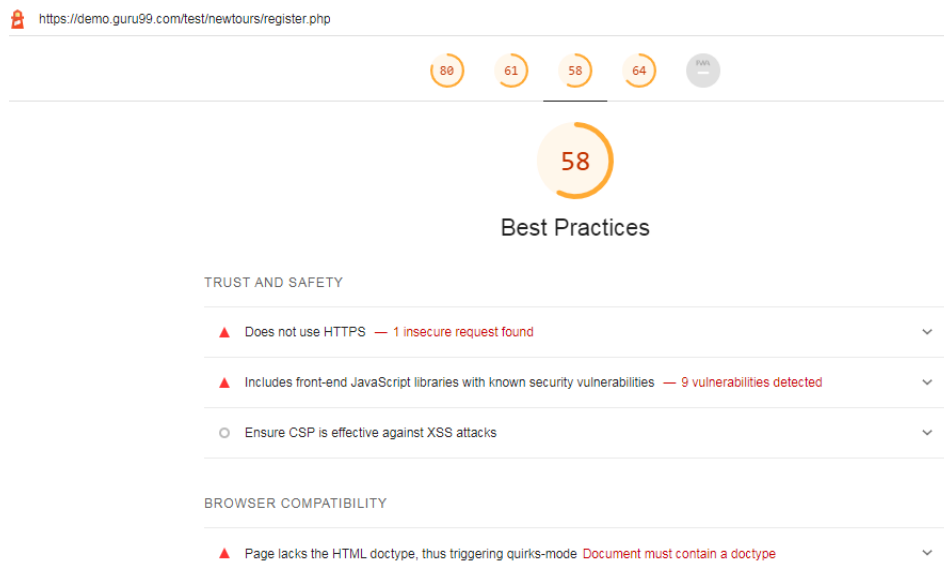 https://demo.guru99.com/test/newtours/register.php
80 61 58 64 PWA
58
Best Practices
TRUST AND SAFETY
Does not use HTTPS — 1 insecure request found
Includes front-end JavaScript libraries with known security vulnerabilities — 9 vulnerabilities detected
Ensure CSP is effective against XSS attacks
BROWSER COMPATIBILITY
Page lacks the HTML doctype, thus triggering quirks-mode Document must contain a doctype